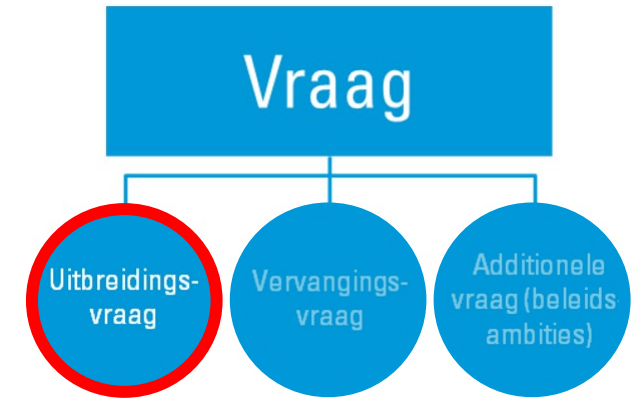 Vraag
Uitbreidings-
vraag
Vervangings-
vraag
Additionele
vraag (beleids
ambities)